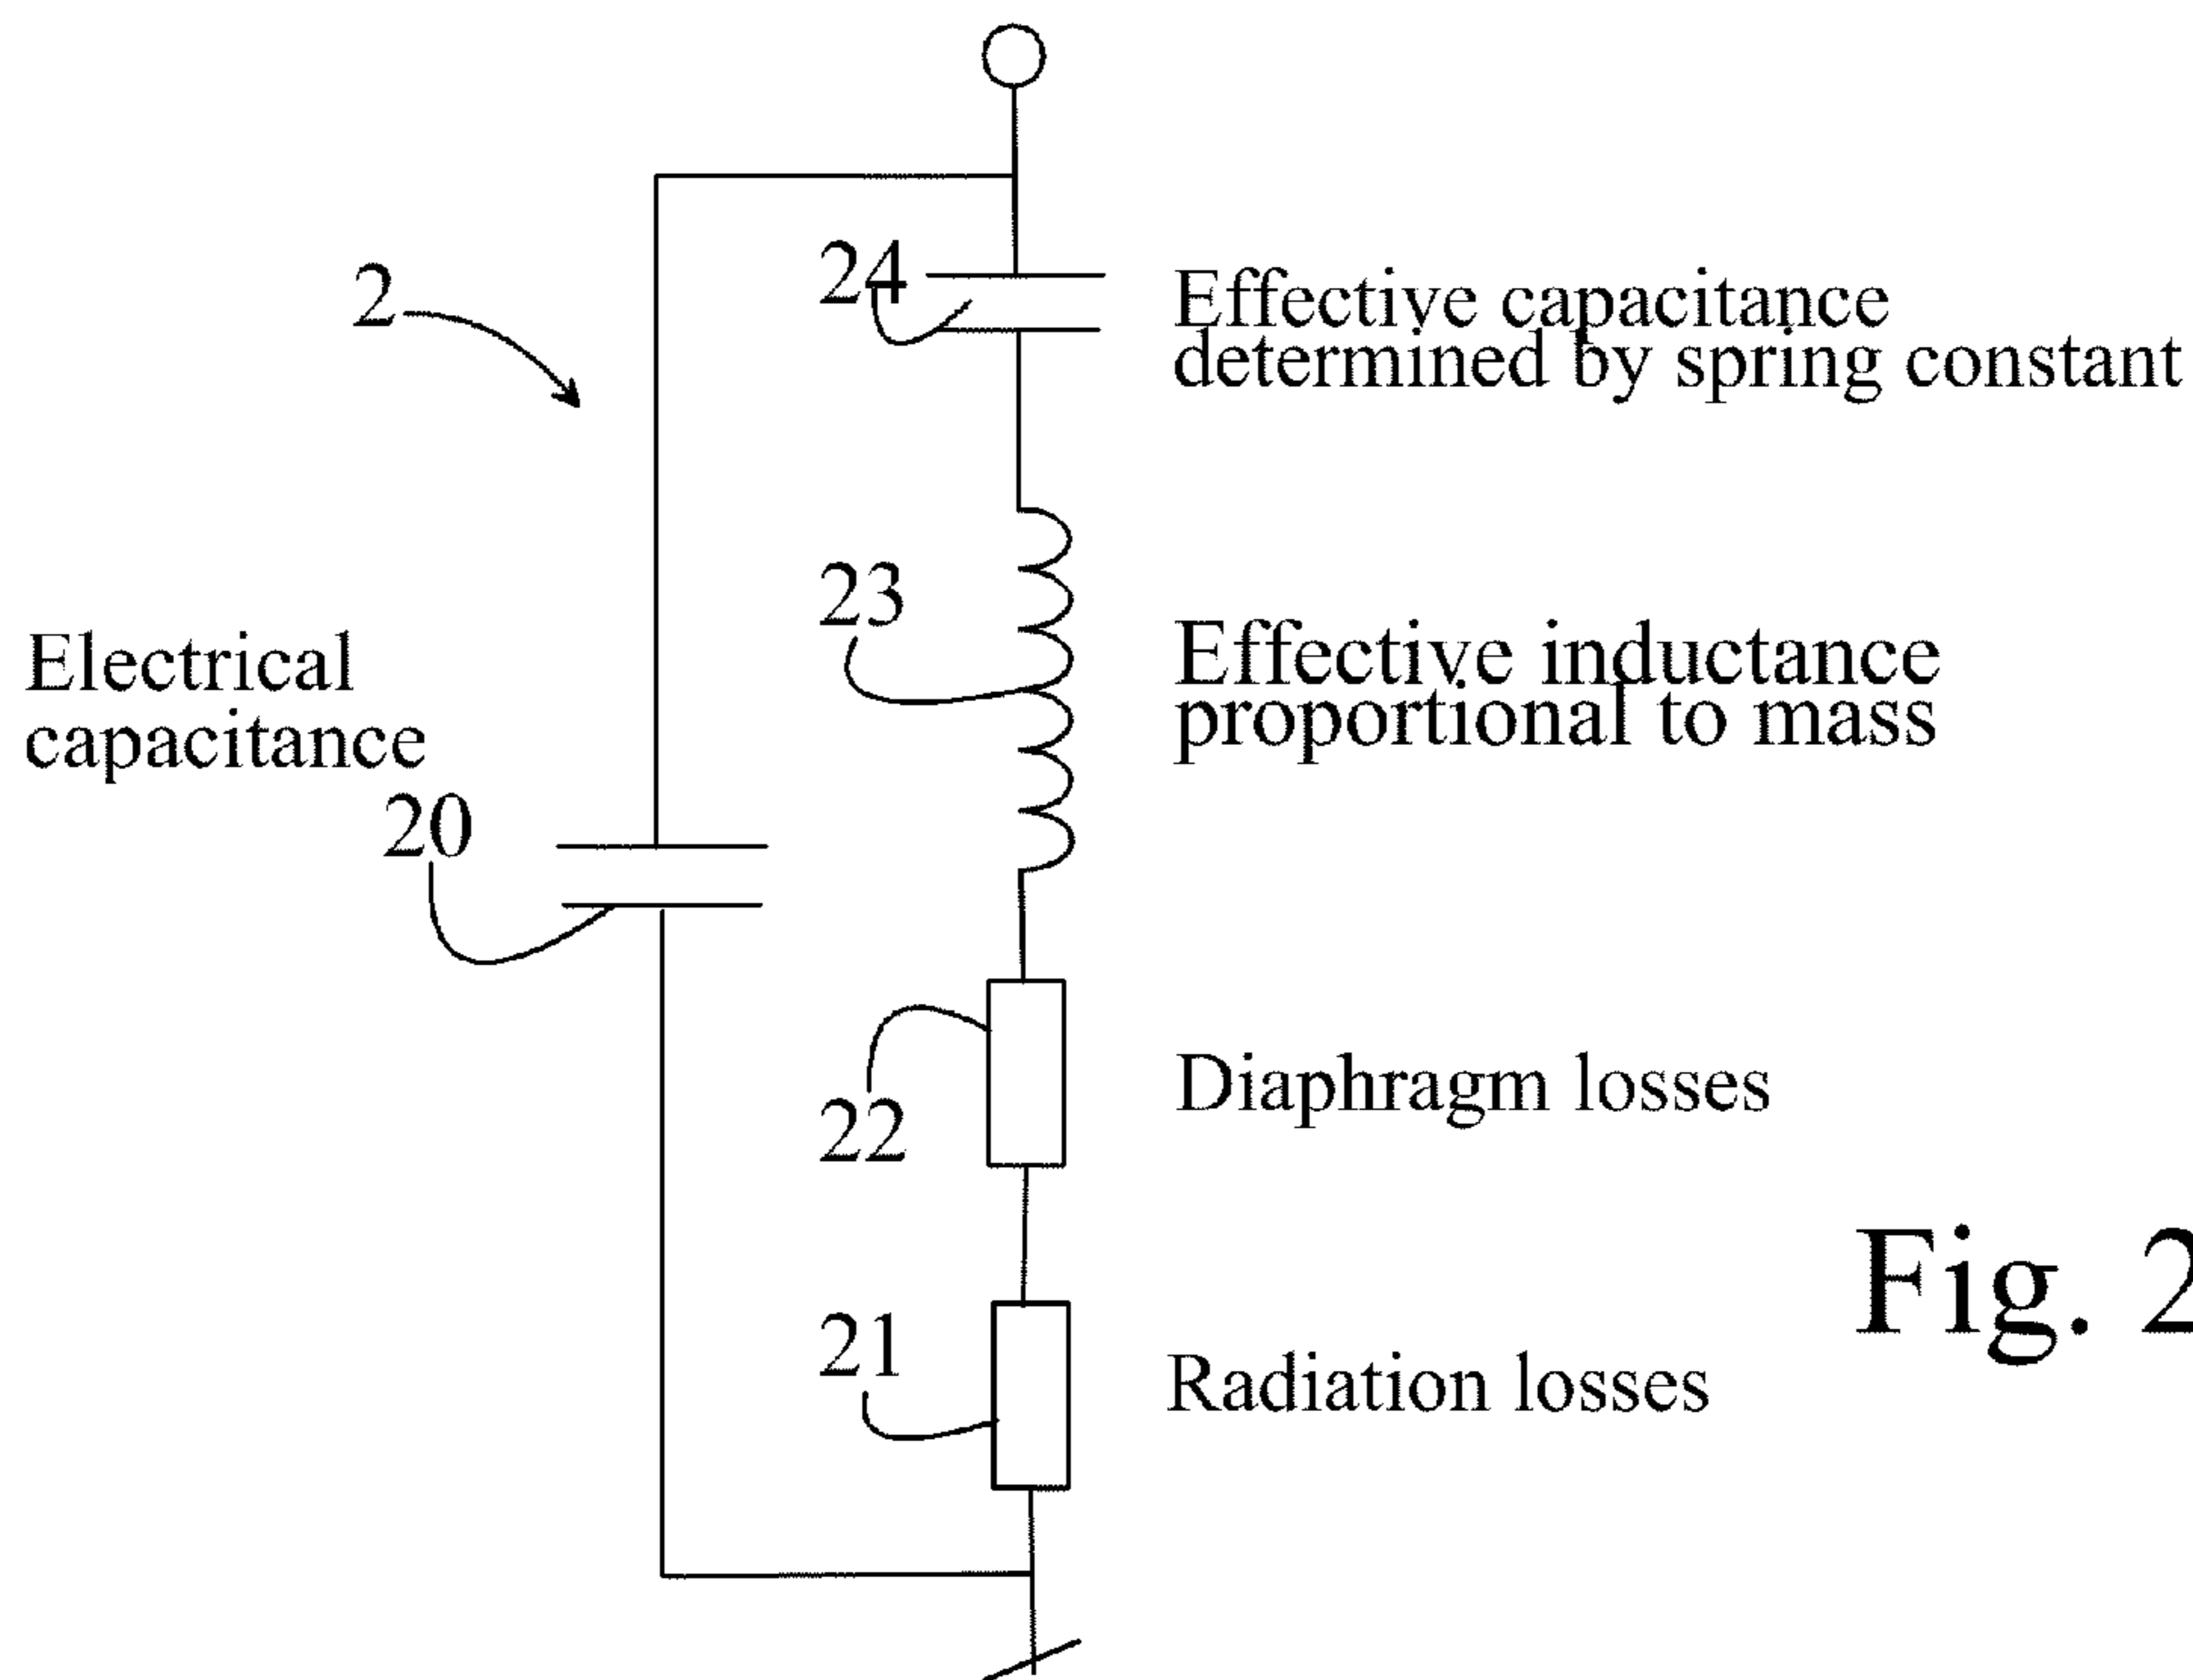 2
24
Effective capacitance
determined by spring constant
23
Effective inductance
proportional to mass
Electrical
capacitance
20
22
Diaphragm losses
21
Radiation losses
Fig. 2